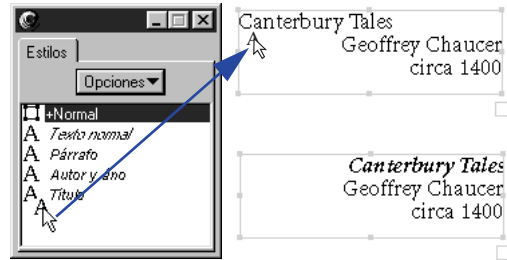 Estilos
Opciones
+Normal
Texto normal
Párrafo
Autor y año
Título
Canterbury Tales
Geoffrey Chaucer
circa 1400
Canterbury Tales
Geoffrey Chaucer
circa 1400